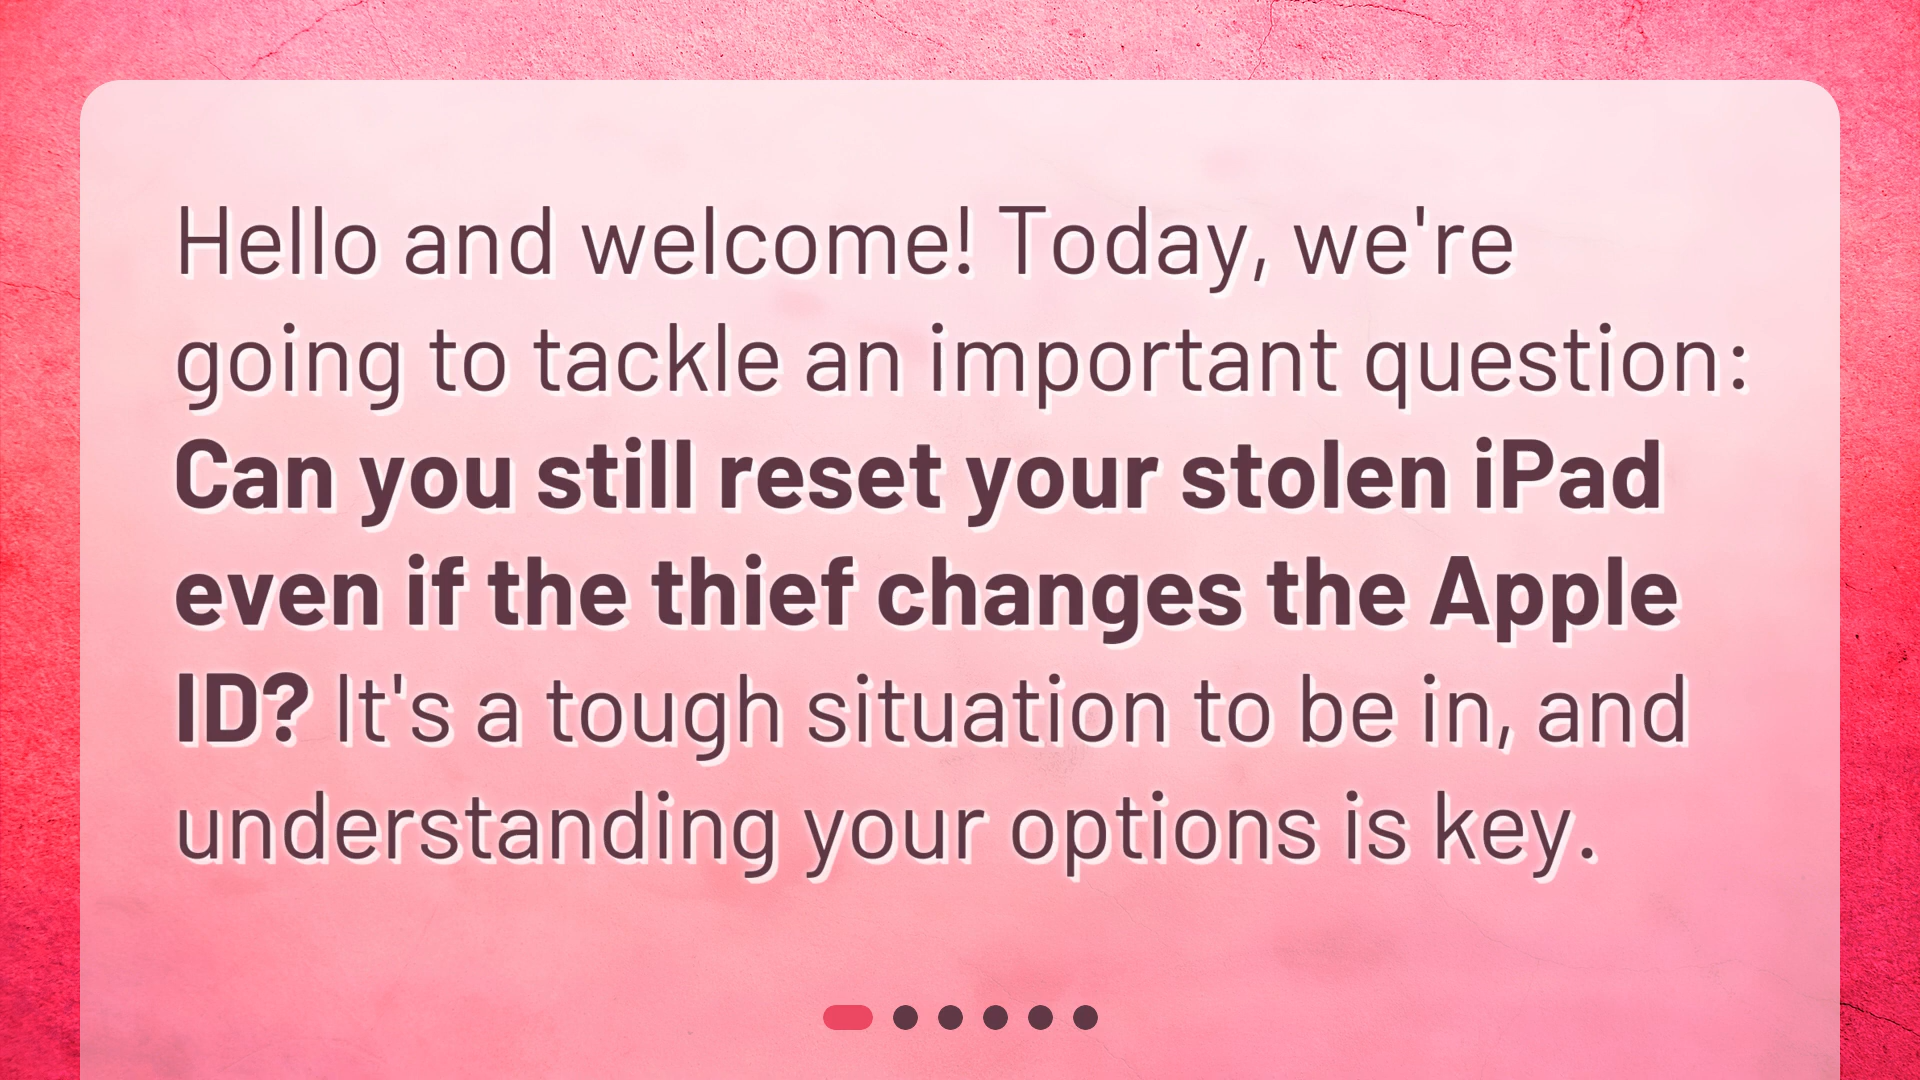 Hello and welcome! Today, we're
going to tackle an important question:
Can you still reset your stolen iPad
even if the thief changes the Apple
ID? It's a tough situation to be in, and
understanding your options is key.